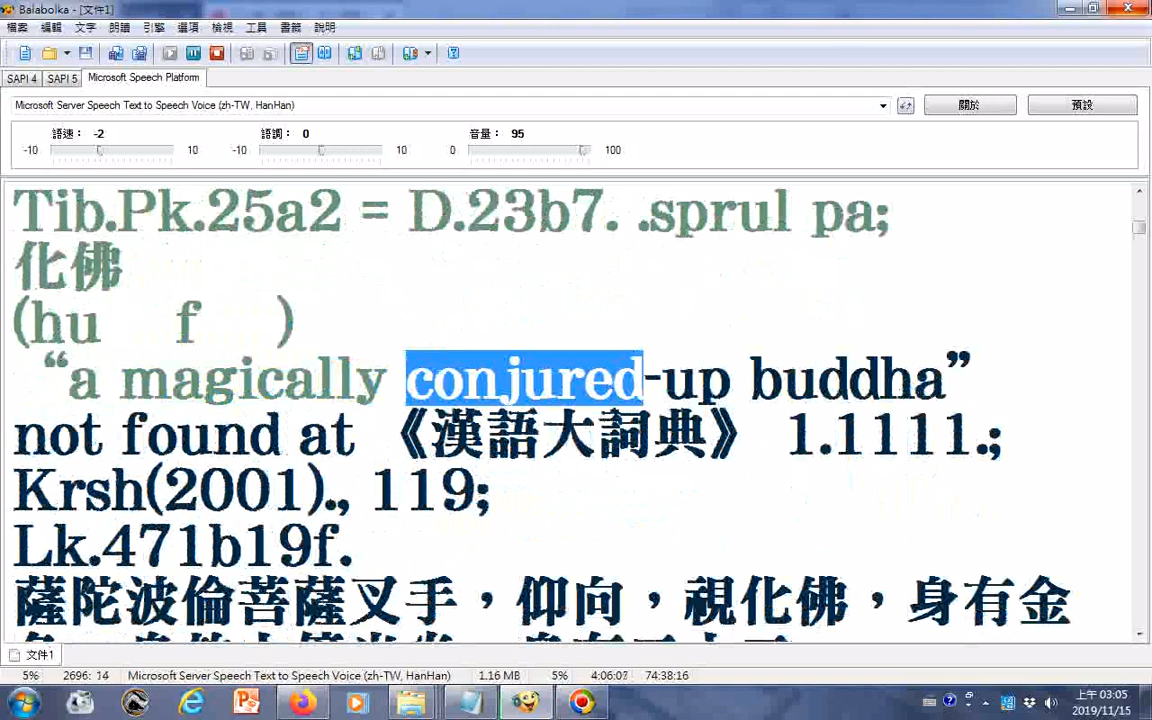 Balabolka - [文件1]
檔案 編輯 文字 朗讀 引擎 選項 檢視 工具 書籤 說明
SAPI 4 SAPI 5 Microsoft Speech Platform
Microsoft Server Speech Text to Speech Voice (zh-TW, HanHan) 關於 預設
語速： -2 語調： 0 音量： 95
-10 10 -10 10 0 100
Tib.Pk.25a2 = D.23b7. .sprul pa;
化佛
(hu f )
“a magically conjured-up buddha”
not found at 《漢語大詞典》 1.1111.;
Krsh(2001)., 119;
Lk.471b19f.
薩陀波倫菩薩叉手，仰向，視化佛，身有金
文件1
5% 2696: 14 Microsoft Server Speech Text to Speech Voice (zh-TW, HanHan) 1.16 MB 5% 4:06:07 74:38:16
上午 03:05
2019/11/15